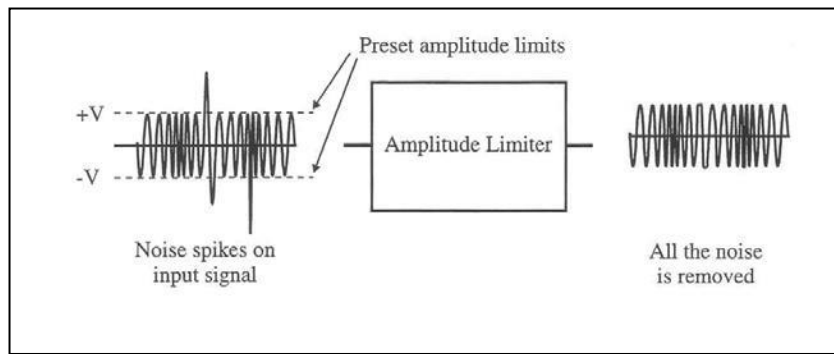 Preset amplitude limits
+V
-V
Amplitude Limiter
Noise spikes on
input signal
All the noise
is removed